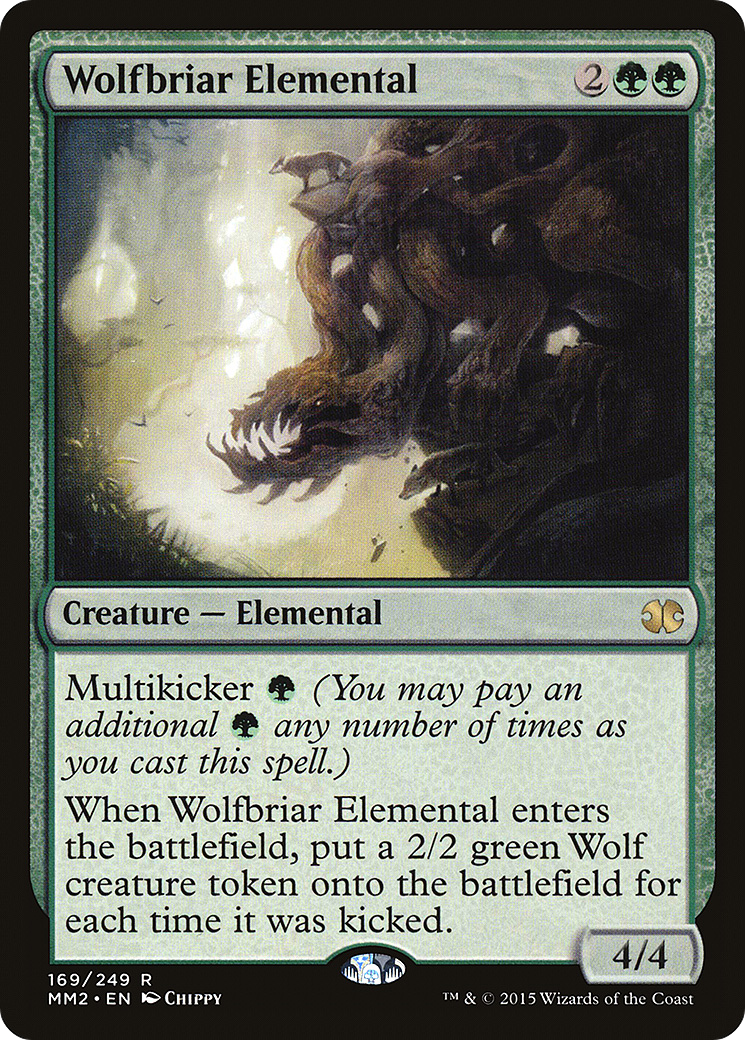 Wolfbriar Elemental 2
Creature — Elemental
Multikicker (You may pay an
additional any number of times as
you cast this spell.)
When Wolfbriar Elemental enters
the battlefield, put a 2/2 green Wolf
creature token onto the battlefield for
each time it was kicked.
4/4
169/249 R
MM2 • EN CHIPPY
™ & © 2015 Wizards of the Coast